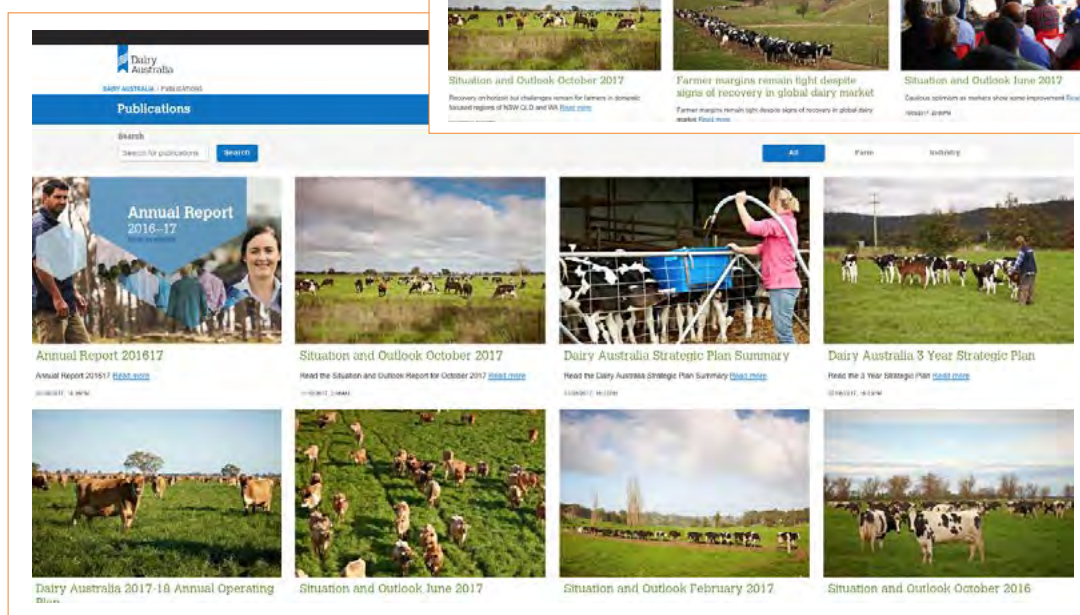 Situation and Outlook October 2017
Recovery on horizon but challenges remain for farmers in domestic
focused regions of NSW QLD and WA Read more
Farmer margins remain tight despite
signs of recovery in global dairy market
Farmer margins remain tight despite signs of recovery in global dairy
market Read more
Situation and Outlook June 2017
Cautious optimism as markets show some improvement
Dairy
Australia
DAIRY AUSTRALIA / PUBLICATIONS
Publications
Search
Search for publications
Search
All
Farm
Industry
Annual Report
2016–17
Annual Report 201617
Annual Report 201617 Read more
Situation and Outlook October 2017
Read the Situation and Outlook Report for October 2017 Read more
Dairy Australia Strategic Plan Summary
Read the Dairy Australia Strategic Plan Summary Read more
Dairy Australia 3 Year Strategic Plan
Read the 3 Year Strategic Plan Read more
Dairy Australia 2017-18 Annual Operating
Plan
Situation and Outlook June 2017
Situation and Outlook February 2017
Situation and Outlook October 2016